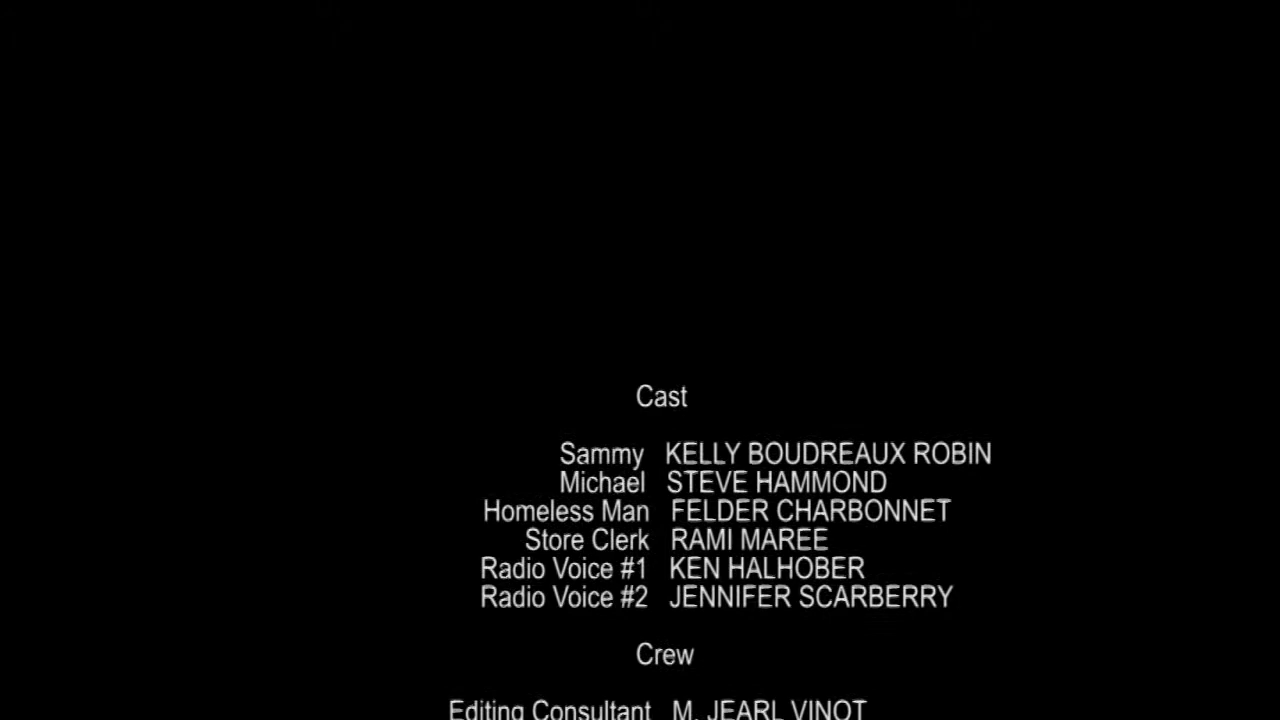 Cast
Sammy KELLY BOUDREAUX ROBIN
Michael STEVE HAMMOND
Homeless Man FELDER CHARBONNET
Store Clerk RAMI MAREE
Radio Voice #1 KEN HALHOBER
Radio Voice #2 JENNIFER SCARBERRY
Crew
Editing Consultant M. JEARL VINOT